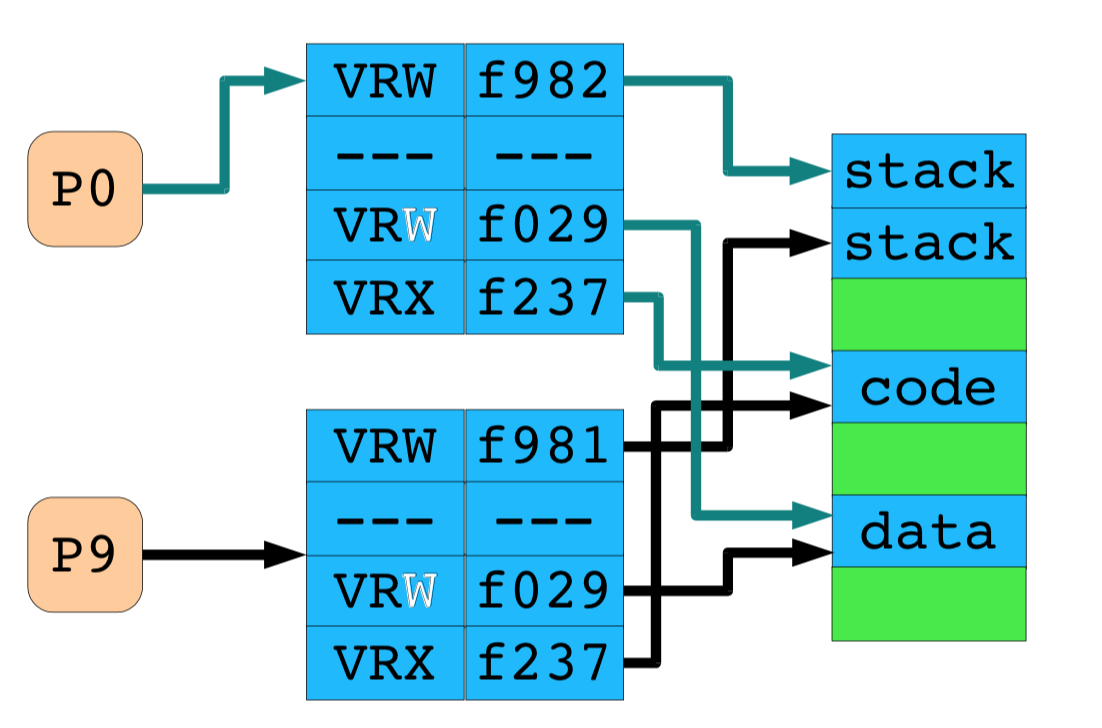 P0
VRW f982
--- ---
VRW f029
VRX f237
P9
VRW f981
--- ---
VRW f029
VRX f237
stack
stack
code
data